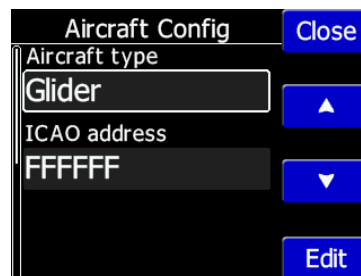 Aircraft Config
Close
Aircraft type
Glider
ICAO address
FFFFFF
Edit